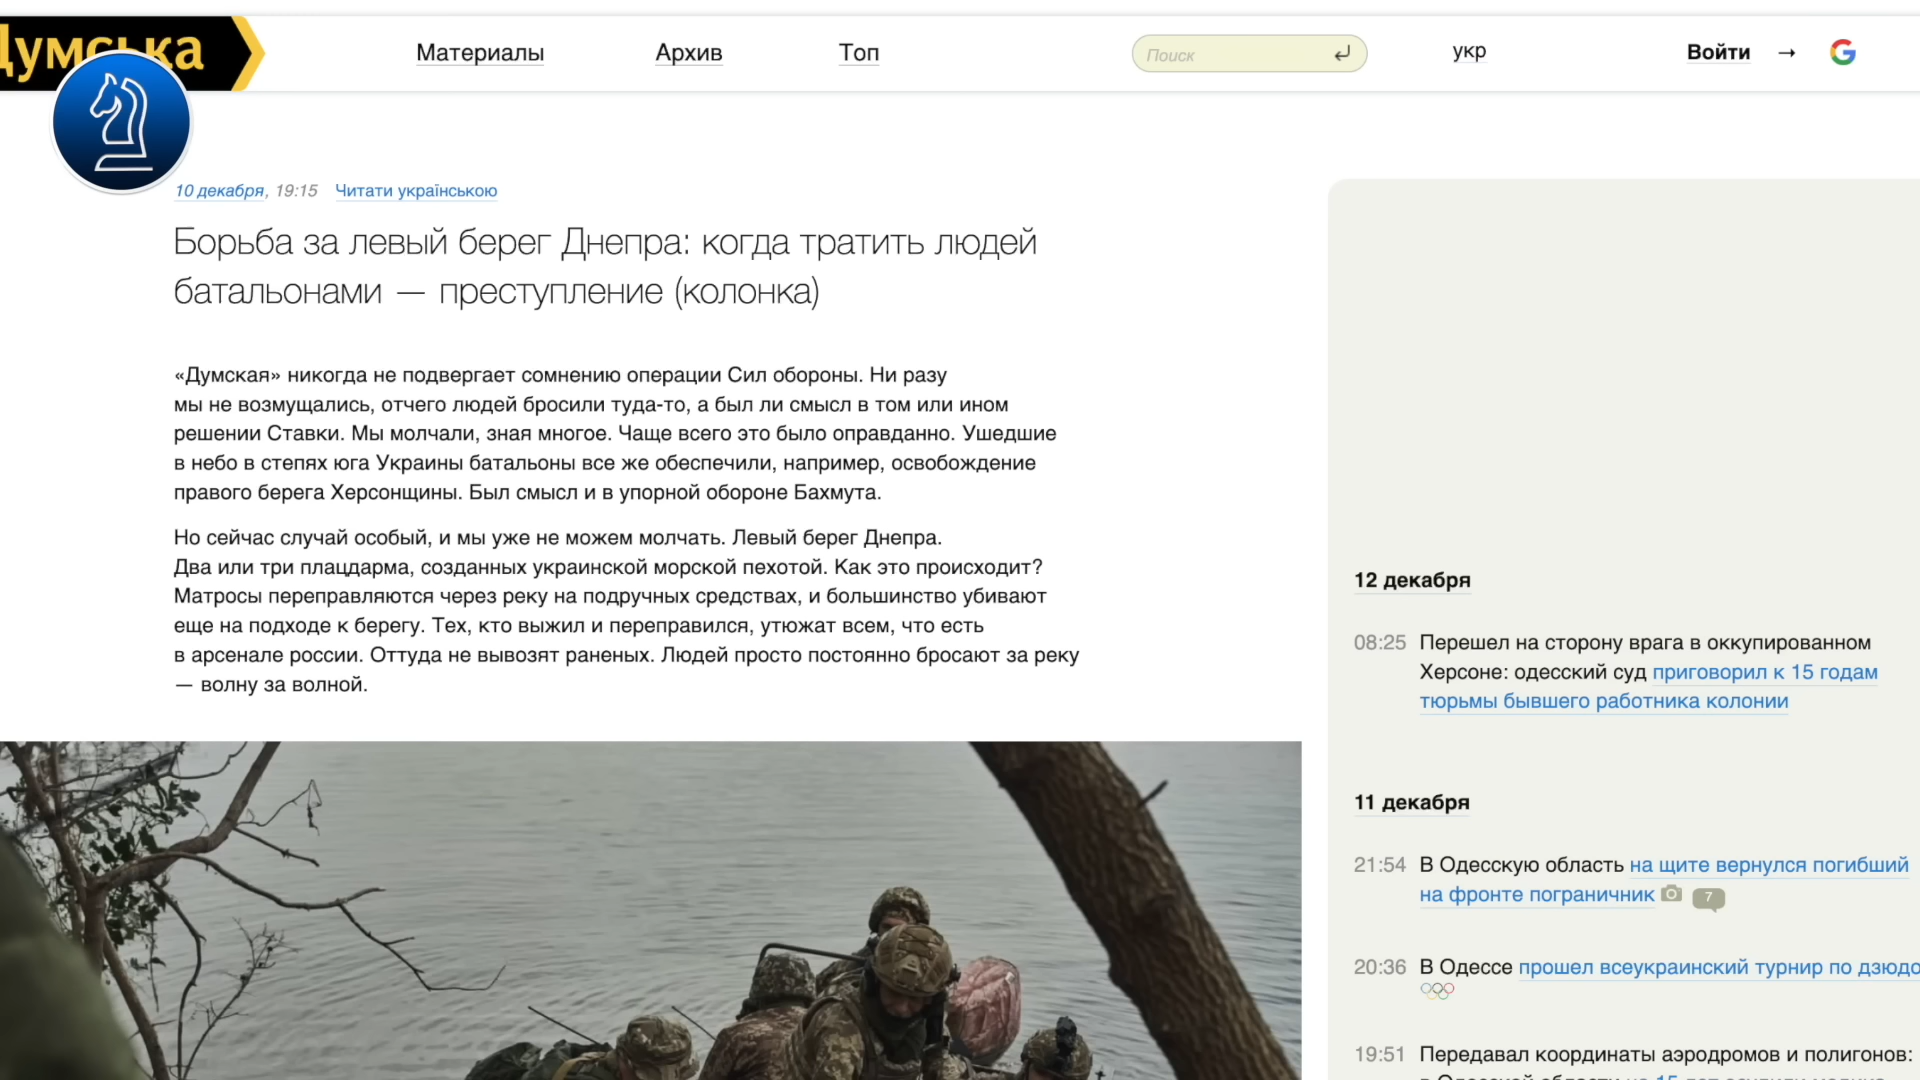 Думська
Материалы
Архив
Топ
Поиск
укр
Войти →
10 декабря, 19:15 Читати українською
Борьба за левый берег Днепра: когда тратить людей
батальонами — преступление (колонка)
«Думская» никогда не подвергает сомнению операции Сил обороны. Ни разу
мы не возмущались, отчего людей бросили туда-то, а был ли смысл в том или ином
решении Ставки. Мы молчали, зная многое. Чаще всего это было оправданно. Ушедшие
в небо в степях юга Украины батальоны все же обеспечили, например, освобождение
правого берега Херсонщины. Был смысл и в упорной обороне Бахмута.
Но сейчас случай особый, и мы уже не можем молчать. Левый берег Днепра.
Два или три плацдарма, созданных украинской морской пехотой. Как это происходит?
Матросы переправляются через реку на подручных средствах, и большинство убивают
еще на подходе к берегу. Тех, кто выжил и переправился, утюжат всем, что есть
в арсенале россии. Оттуда не вывозят раненых. Людей просто постоянно бросают за реку
— волну за волной.
12 декабря
08:25 Перешел на сторону врага в оккупированном
Херсоне: одесский суд приговорил к 15 годам
тюрьмы бывшего работника колонии
11 декабря
21:54 В Одесскую область на щите вернулся погибший
на фронте пограничник 7
20:36 В Одессе прошел всеукраинский турнир по дзюдо
19:51 Передавал координаты аэродромов и полигонов: